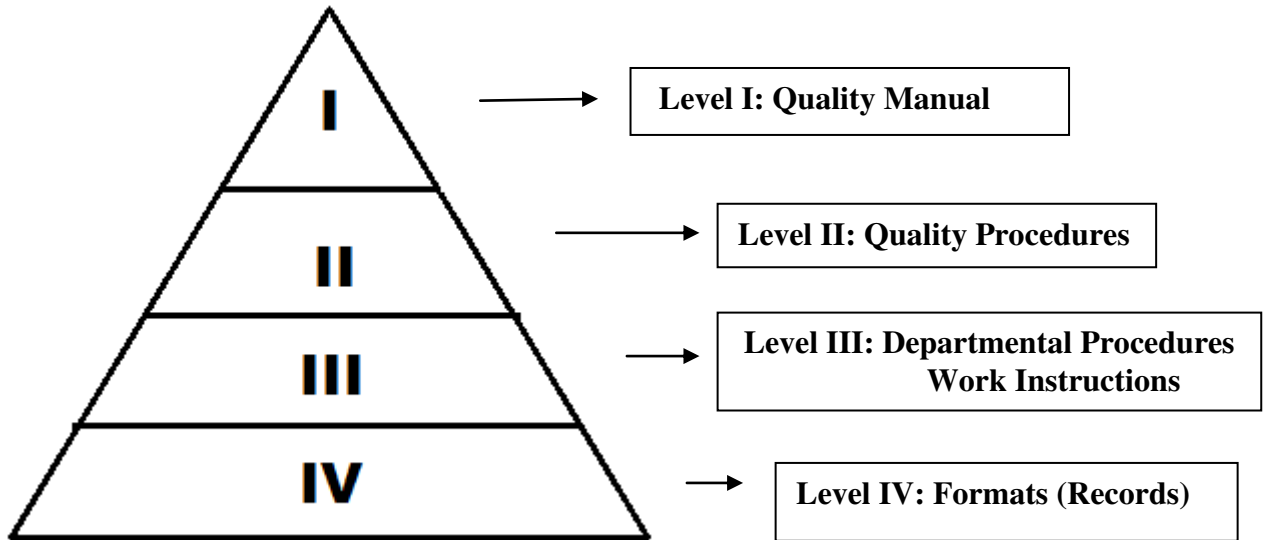 I
Level I: Quality Manual
II
Level II: Quality Procedures
III
Level III: Departmental Procedures
Work Instructions
IV
Level IV: Formats (Records)